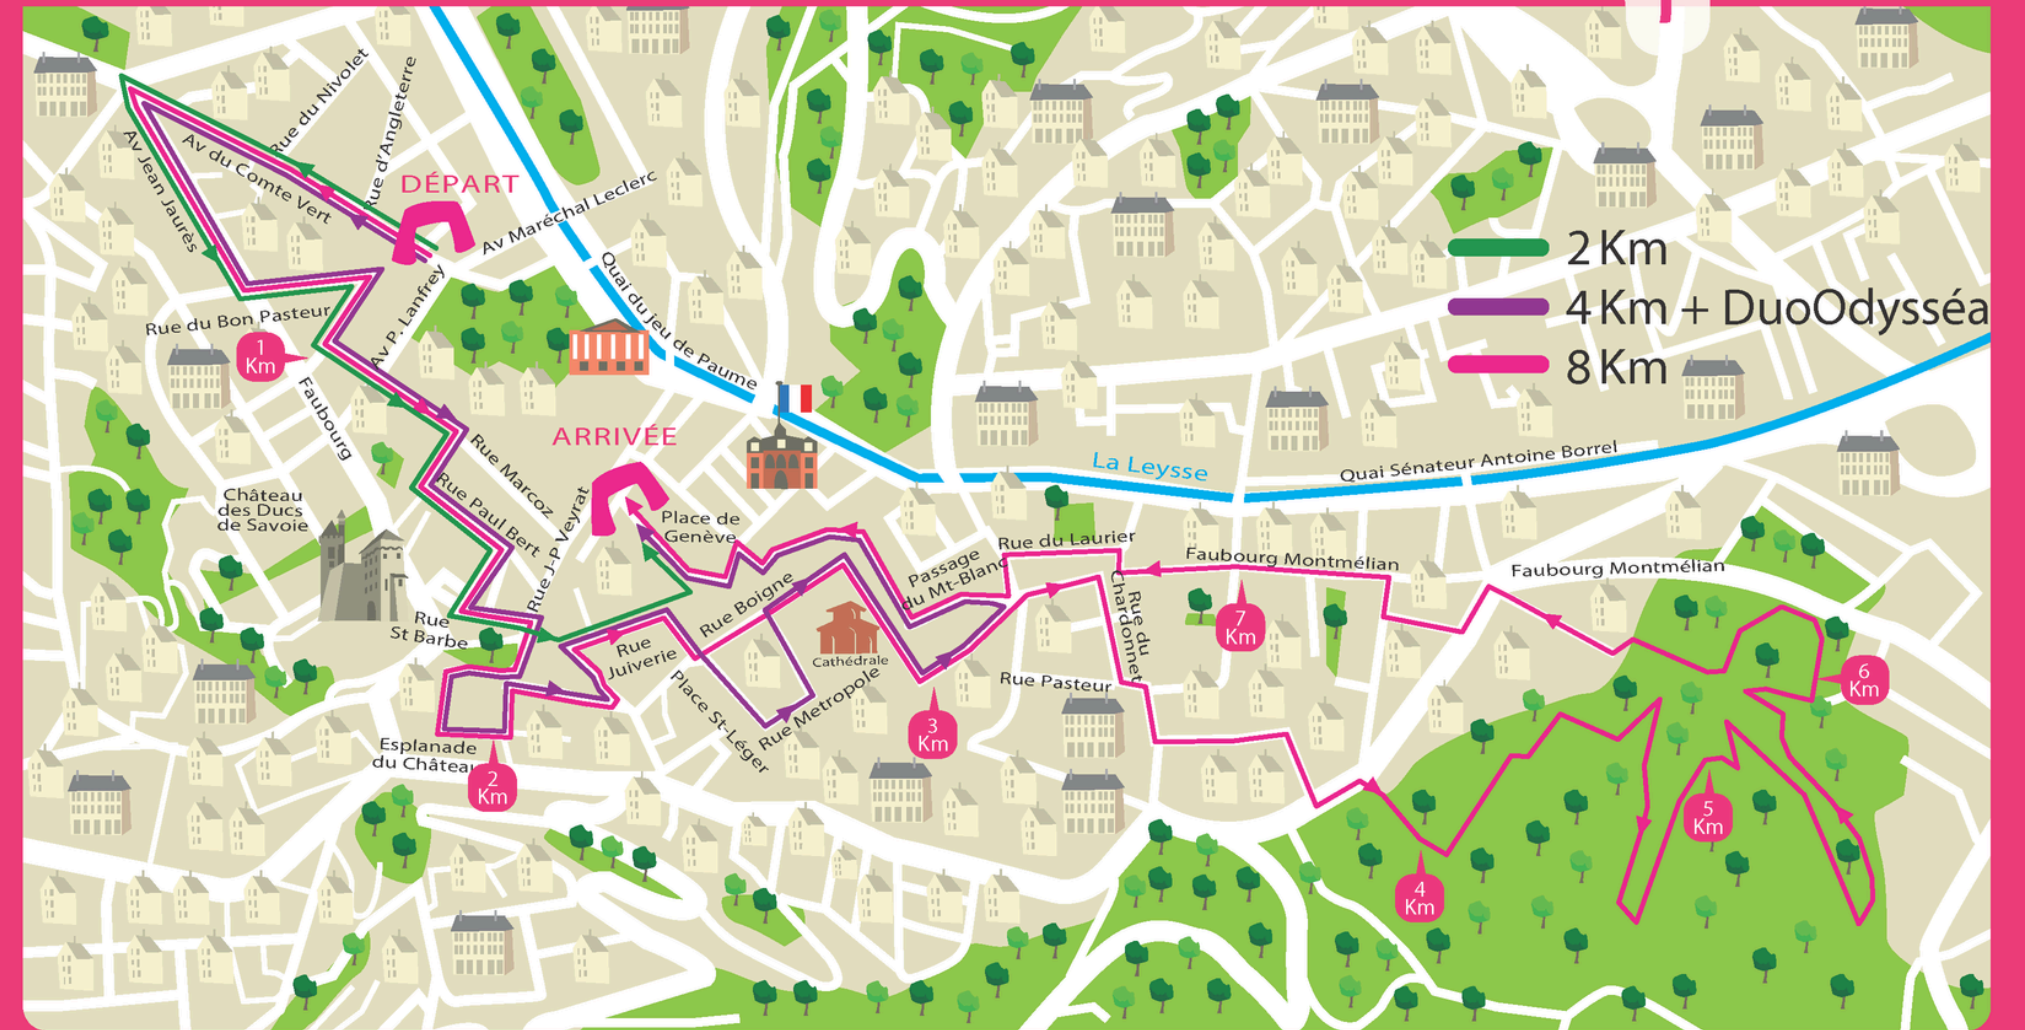 Rue du Nivolet
Rue d'Angleterre
Av Jean Jaurès
Av du Comte Vert
DÉPART
Av Maréchal Leclerc
2 Km
4 Km + DuoOdysséa
8 Km
Quai du jeu de Paume
Rue du Bon Pasteur
Av P. Lanfrey
1
Km
Faubourg
ARRIVÉE
Rue Marcoz
La Leysse
Quai Sénateur Antoine Borrel
Château
des Ducs
de Savoie
Rue Paul Bert
Rue J-P Veyrat
Place de
Genève
Passage
du Mt-Blanc
Rue du Laurier
Faubourg Montmélian
Faubourg Montmélian
Rue
St Barbe
Rue Boigne
Rue
Juiverie
Cathédrale
Rue du
Chardonnet
7
Km
Rue Pasteur
6
Km
Place St-Léger
Rue Metropole
3
Km
Esplanade
du Château
2
Km
5
Km
4
Km